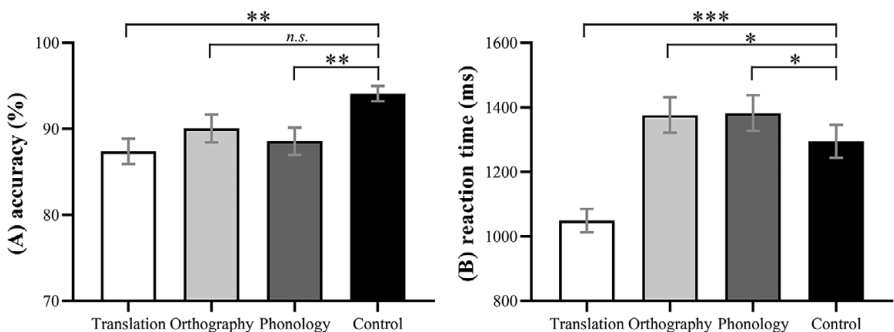 (A) accuracy (%)
100
90
80
70
**
n.s.
**
Translation Orthography Phonology Control
(B) reaction time (ms)
1600
1400
1200
1000
800
***
*
*
Translation Orthography Phonology Control